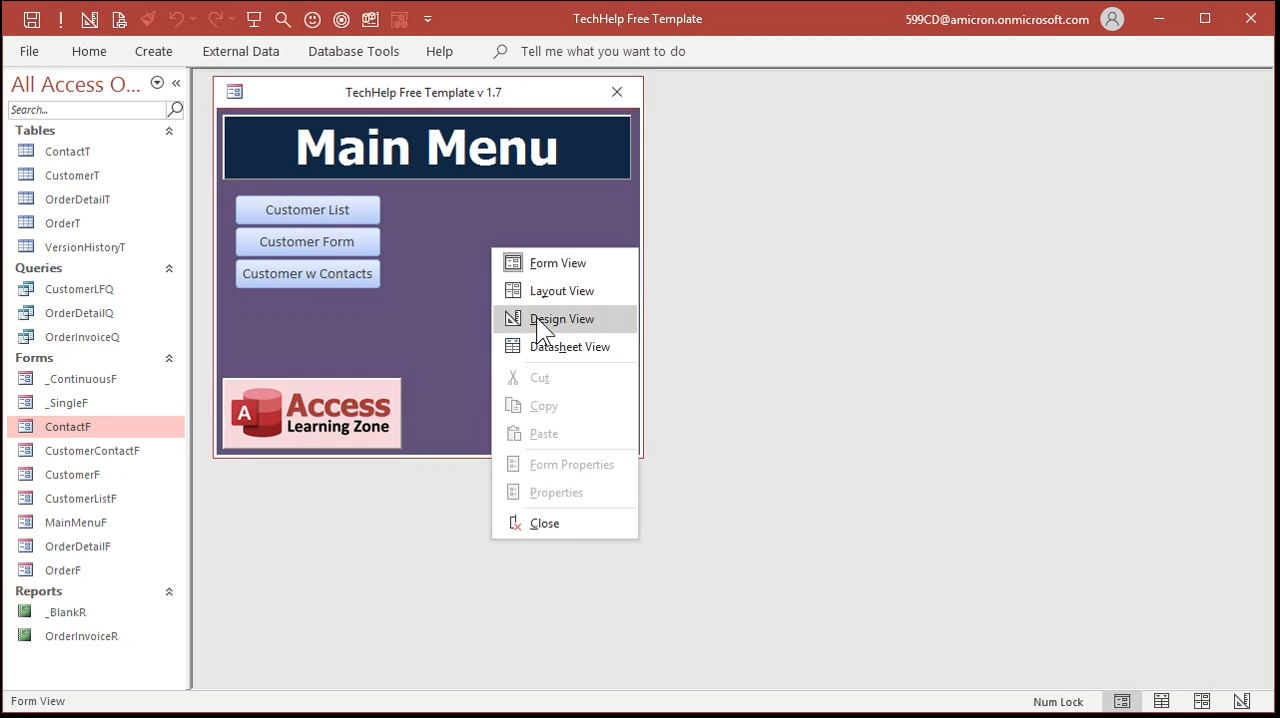 TechHelp Free Template
599CD@amicron.onmicrosoft.com
File Home Create External Data Database Tools Help Tell me what you want to do
All Access O...
Search...
Tables
ContactT
CustomerT
OrderDetailT
OrderT
VersionHistoryT
Queries
CustomerLFQ
OrderDetailQ
OrderInvoiceQ
Forms
_ContinuousF
_SingleF
ContactF
CustomerContactF
CustomerF
CustomerListF
MainMenuF
OrderDetailF
OrderF
Reports
_BlankR
OrderInvoiceR
TechHelp Free Template v 1.7
Main Menu
Customer List
Customer Form
Customer w Contacts
A Access
Learning Zone
Form View
Layout View
Design View
Datasheet View
Cut
Copy
Paste
Form Properties
Properties
Close
Form View
Num Lock